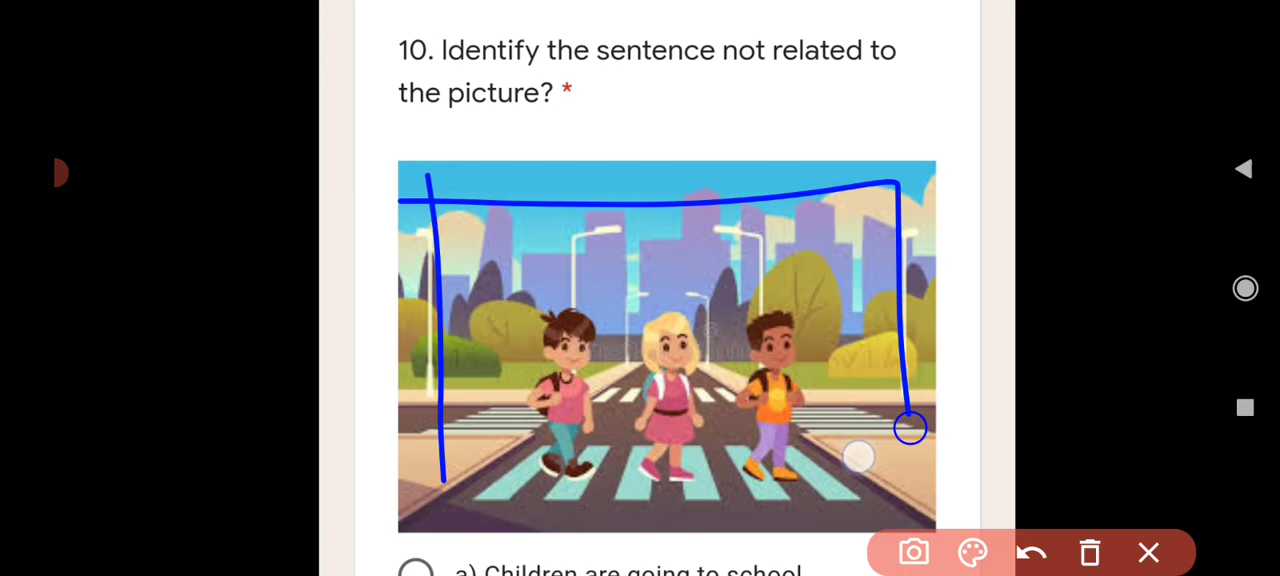 10. Identify the sentence not related to
the picture? *
a) Children are going to school